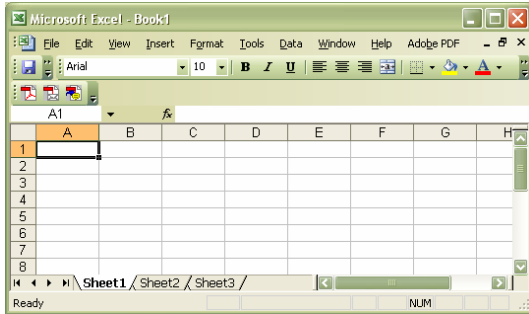 Microsoft Excel - Book1
File Edit View Insert Format Tools Data Window Help Adobe PDF
Arial 10 B I U A
A1 fx
A B C D E F G H
1
2
3
4
5
6
7
8
Sheet1 Sheet2 Sheet3
Ready NUM